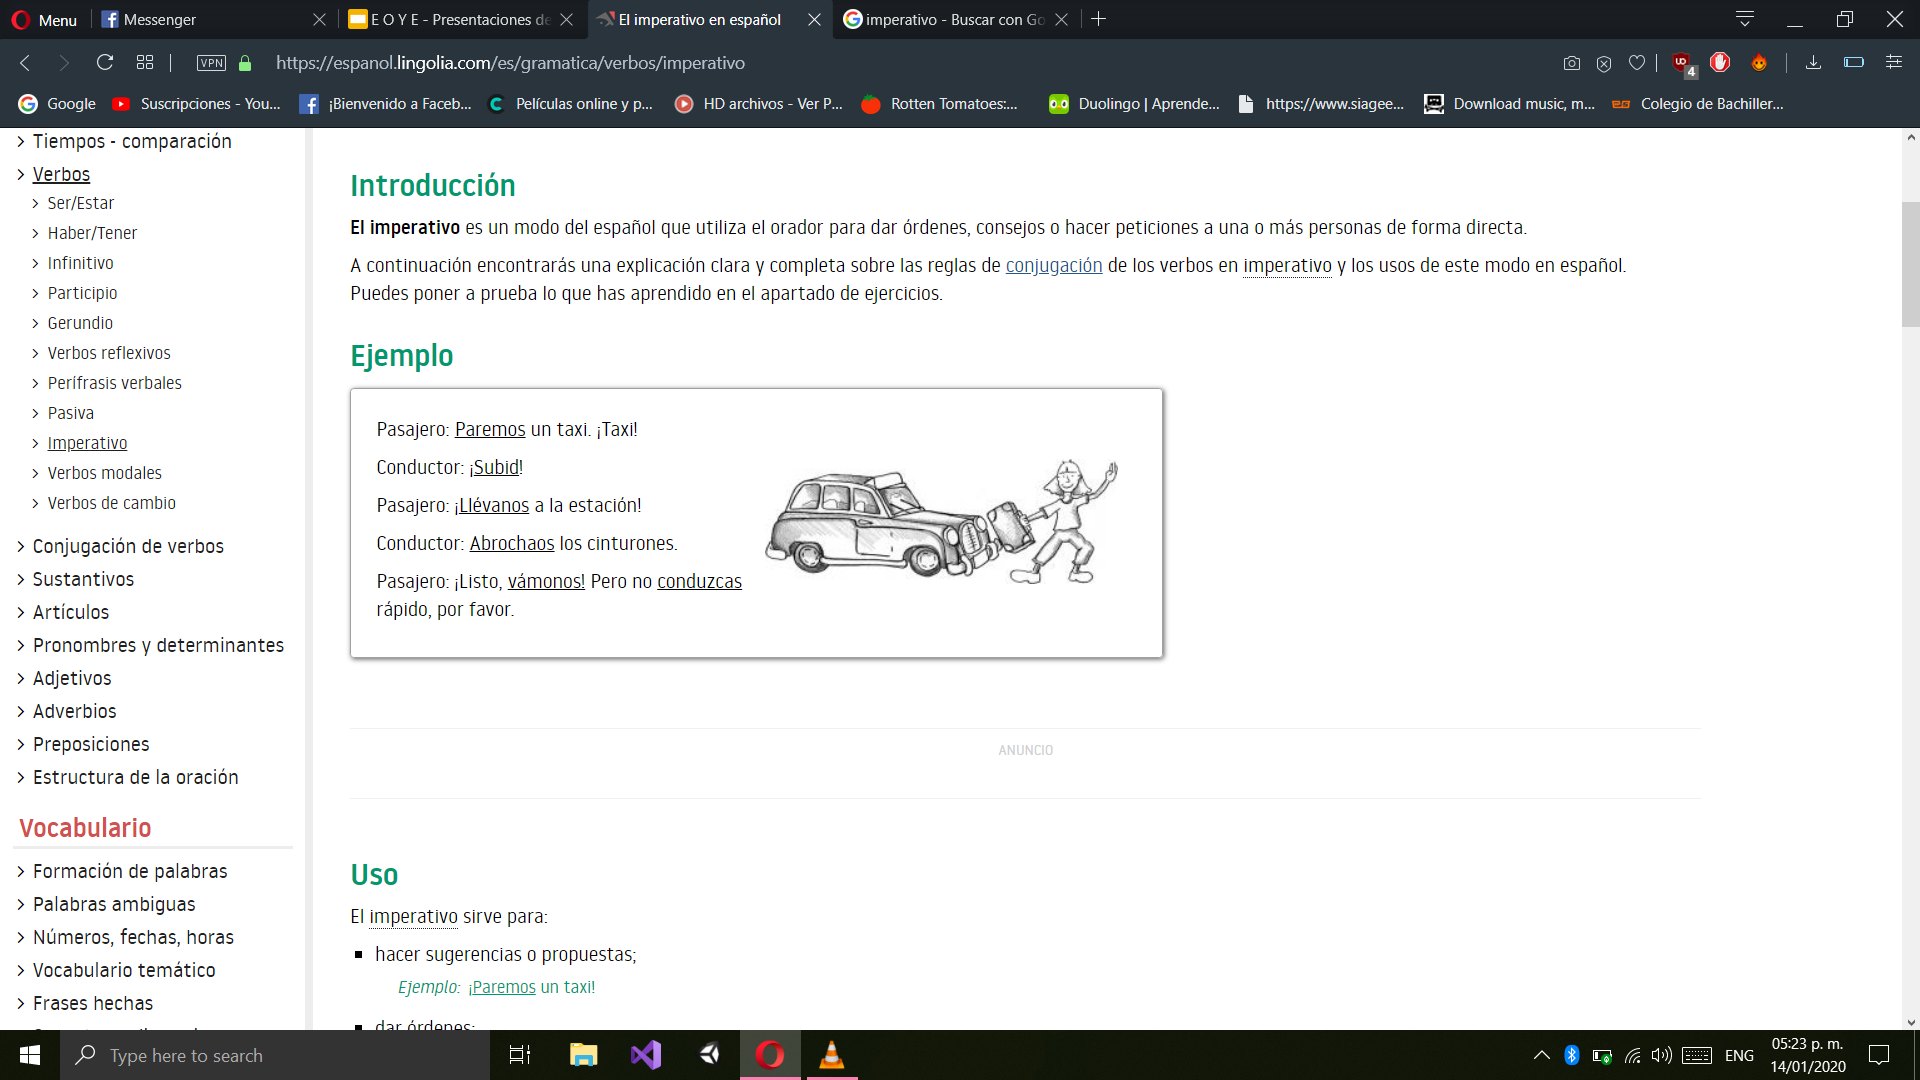 Menu
Messenger
E O Y E - Presentaciones de
El imperativo en español
imperativo - Buscar con Go
VPN
https://espanol.lingolia.com/es/gramatica/verbos/imperativo
4
Google
Suscripciones - You...
¡Bienvenido a Faceb...
Películas online y p...
HD archivos - Ver P...
Rotten Tomatoes:...
Duolingo | Aprende...
https://www.siagee...
Download music, m...
Colegio de Bachiller...
Tiempos - comparación
Verbos
Ser/Estar
Haber/Tener
Infinitivo
Participio
Gerundio
Verbos reflexivos
Perífrasis verbales
Pasiva
Imperativo
Verbos modales
Verbos de cambio
Conjugación de verbos
Sustantivos
Artículos
Pronombres y determinantes
Adjetivos
Adverbios
Preposiciones
Estructura de la oración
Vocabulario
Formación de palabras
Palabras ambiguas
Números, fechas, horas
Vocabulario temático
Frases hechas
Introducción
El imperativo es un modo del español que utiliza el orador para dar órdenes, consejos o hacer peticiones a una o más personas de forma directa.
A continuación encontrarás una explicación clara y completa sobre las reglas de conjugación de los verbos en imperativo y los usos de este modo en español.
Puedes poner a prueba lo que has aprendido en el apartado de ejercicios.
Ejemplo
Pasajero: Paremos un taxi. ¡Taxi!
Conductor: ¡Subid!
Pasajero: ¡Llévanos a la estación!
Conductor: Abrochaos los cinturones.
Pasajero: ¡Listo, vámonos! Pero no conduzcas
rápido, por favor.
ANUNCIO
Uso
El imperativo sirve para:
hacer sugerencias o propuestas;
Ejemplo: ¡Paremos un taxi!
dar órdenes;
Type here to search
ENG
05:23 p. m.
14/01/2020